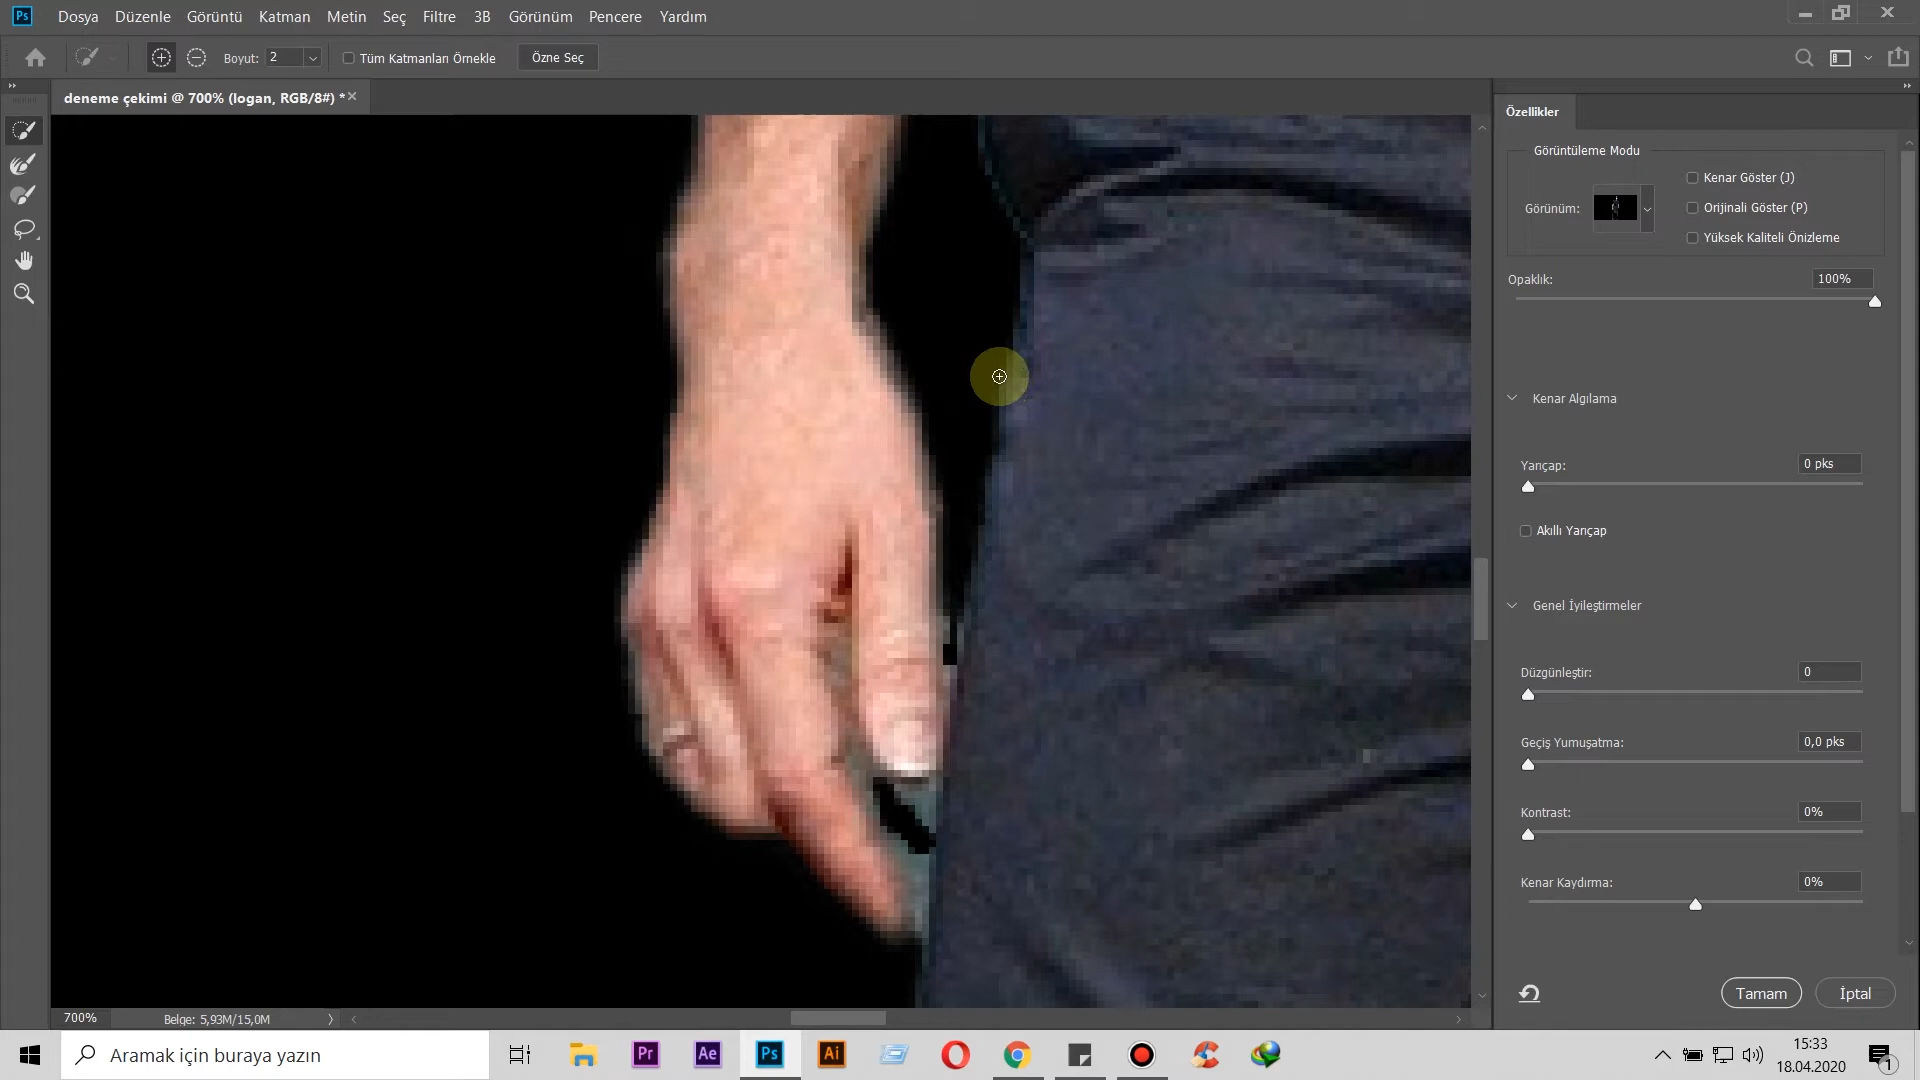 Ps Dosya Düzenle Görüntü Katman Metin Seç Filtre 3B Görünüm Pencere Yardım
Boyut: 2 Tüm Katmanları Örnekle Özne Seç
deneme çekimi @ 700% (logan, RGB/8#) *
Özellikler
Görüntüleme Modu
Kenar Göster (J)
Görünüm:
Orijinali Göster (P)
Yüksek Kaliteli Önizleme
Opaklık: 100%
Kenar Algılama
Yarıçap: 0 pks
Akıllı Yarıçap
Genel İyileştirmeler
Düzgünleştir: 0
Geçiş Yumuşatma: 0,0 pks
Kontrast: 0%
Kenar Kaydırma: 0%
Tamam İptal
700% Belge: 5,93M/15,0M
Aramak için buraya yazın Pr Ae Ps Ai
15:33
18.04.2020
1